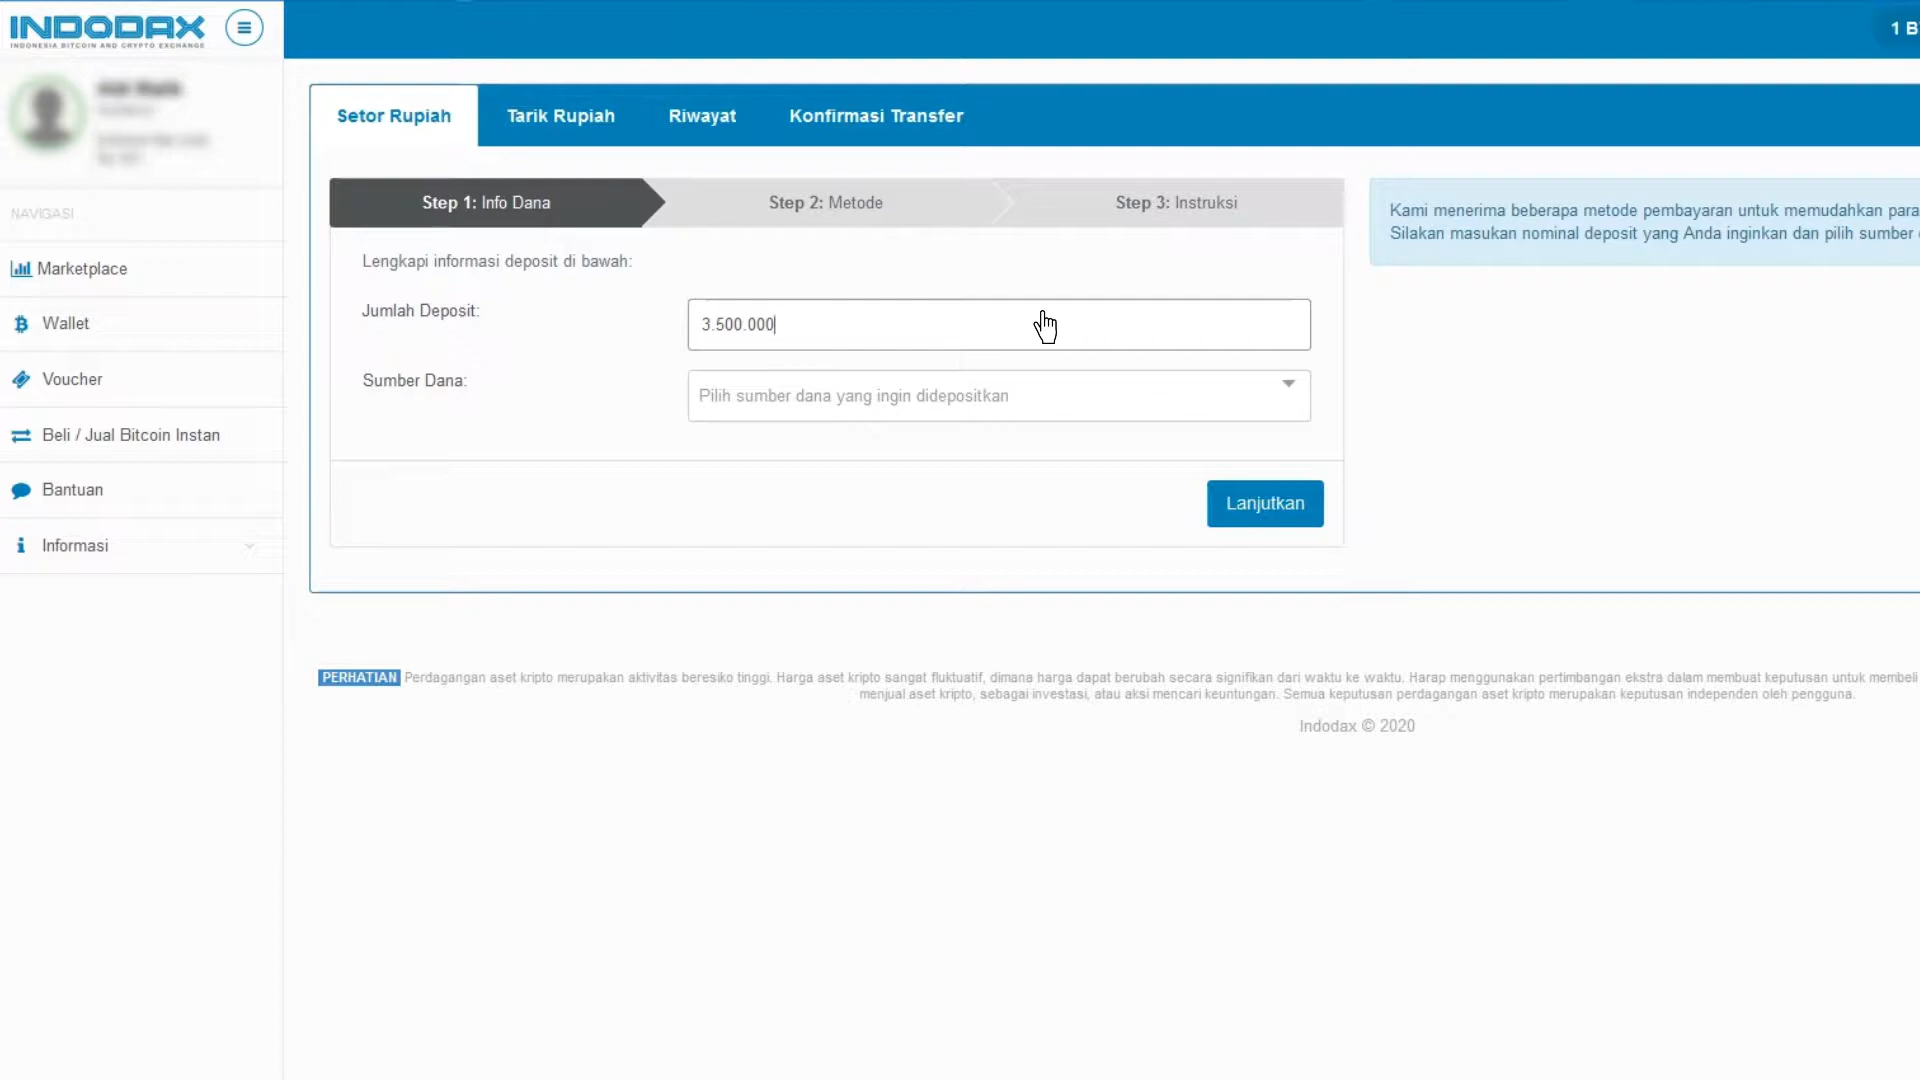 INDODAX
INDONESIA BITCOIN AND CRYPTO EXCHANGE
1 B
Setor Rupiah
Tarik Rupiah
Riwayat
Konfirmasi Transfer
NAVIGASI
Marketplace
Wallet
Voucher
Beli / Jual Bitcoin Instan
Bantuan
Informasi
Step 1: Info Dana
Step 2: Metode
Step 3: Instruksi
Lengkapi informasi deposit di bawah:
Jumlah Deposit:
3.500.000
Sumber Dana:
Pilih sumber dana yang ingin didepositkan
Lanjutkan
Kami menerima beberapa metode pembayaran untuk memudahkan para
Silakan masukan nominal deposit yang Anda inginkan dan pilih sumber
PERHATIAN Perdagangan aset kripto merupakan aktivitas beresiko tinggi. Harga aset kripto sangat fluktuatif, dimana harga dapat berubah secara signifikan dari waktu ke waktu. Harap menggunakan pertimbangan ekstra dalam membuat keputusan untuk membeli
menjual aset kripto, sebagai investasi, atau aksi mencari keuntungan. Semua keputusan perdagangan aset kripto merupakan keputusan independen oleh pengguna.
Indodax © 2020